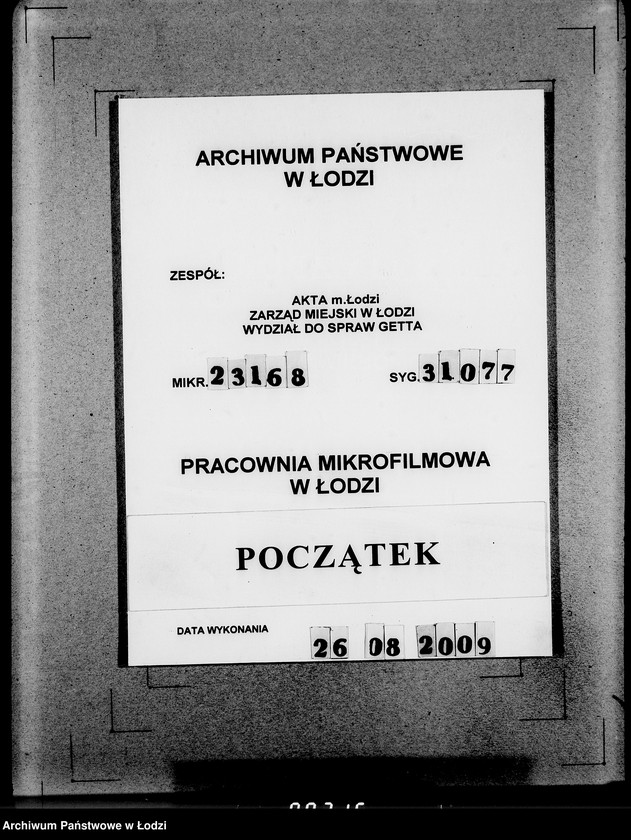 ARCHIWUM PAŃSTWOWE
W ŁODZI
ZESPÓŁ:
AKTA m.Łodzi
ZARZĄD MIEJSKI W ŁODZI
WYDZIAŁ DO SPRAW GETTA
MIKR. 23168 SYG. 31077
PRACOWNIA MIKROFILMOWA
W ŁODZI
POCZĄTEK
DATA WYKONANIA 26 08 2009
Archiwum Państwowe w Łodzi